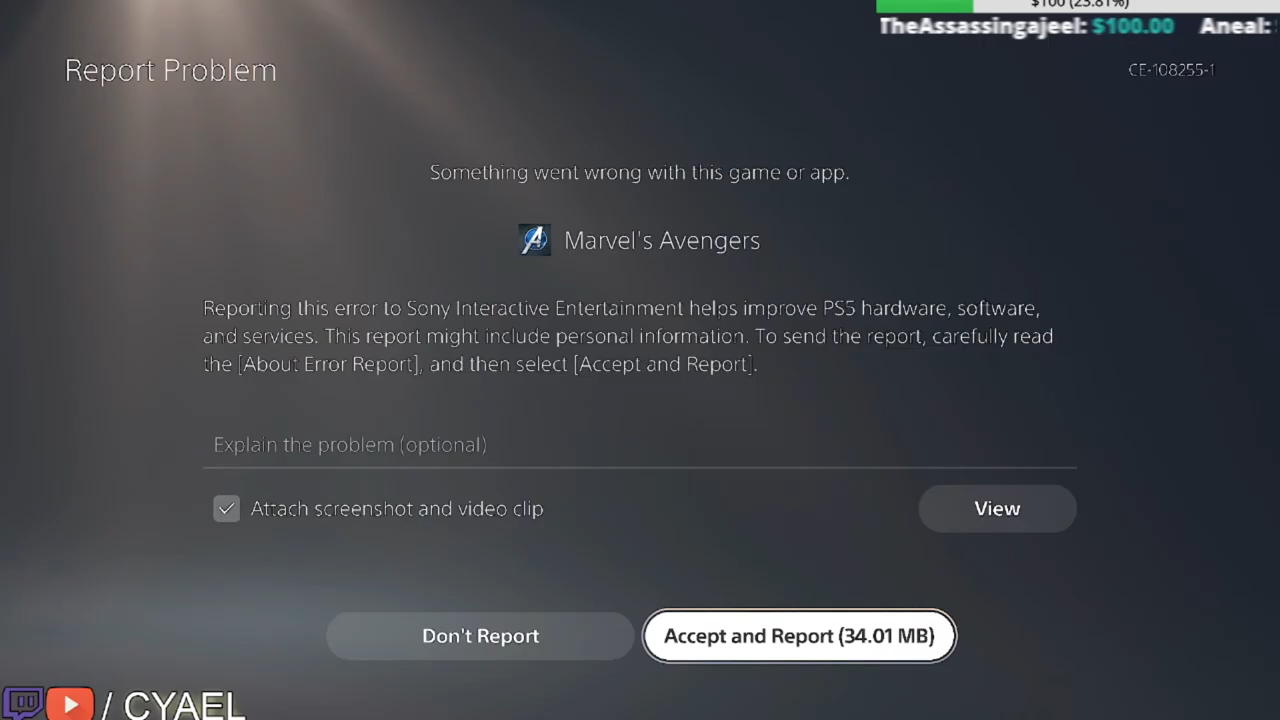 $100 (23.81%)
TheAssassingajeel: $100.00 Aneal:
Report Problem
CE-108255-1
Something went wrong with this game or app.
Marvel's Avengers
Reporting this error to Sony Interactive Entertainment helps improve PS5 hardware, software,
and services. This report might include personal information. To send the report, carefully read
the [About Error Report], and then select [Accept and Report].
Explain the problem (optional)
Attach screenshot and video clip
View
Don't Report
Accept and Report (34.01 MB)
/ CYAEL